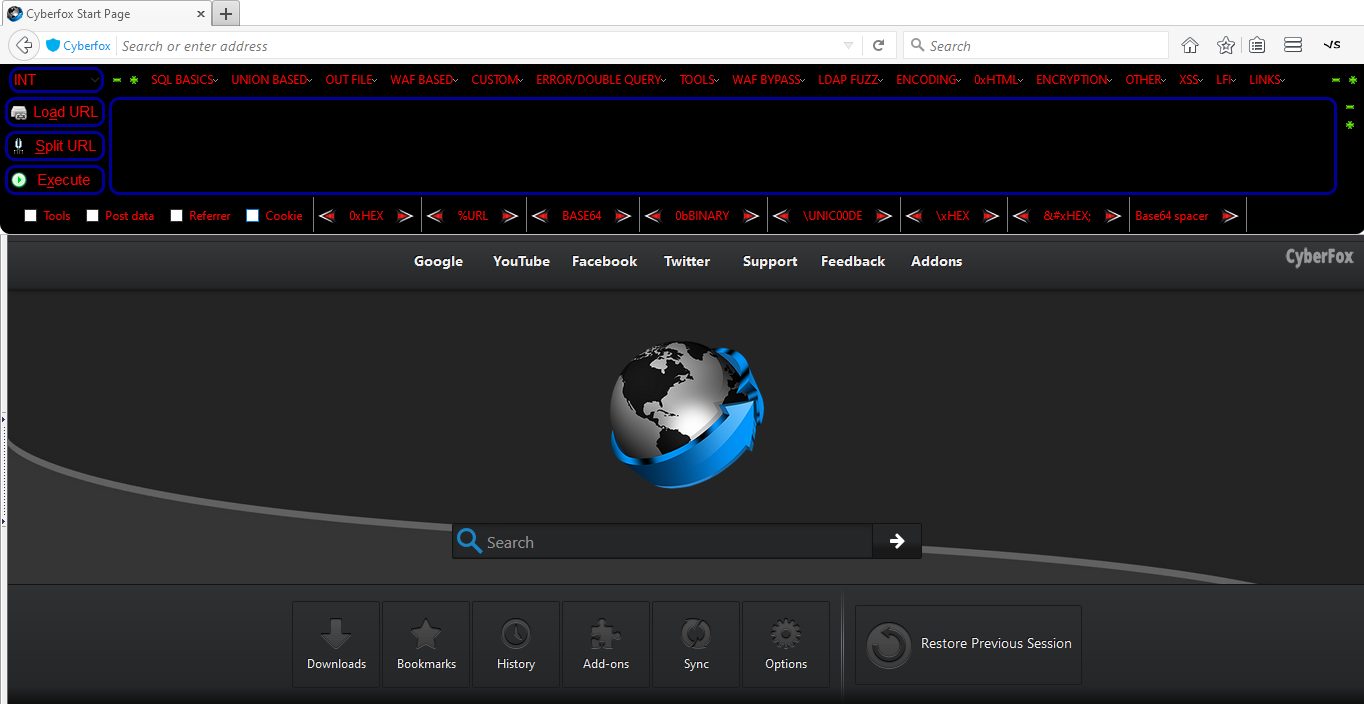 Cyberfox Start Page
Cyberfox Search or enter address Search
INT SQL BASICS UNION BASED OUT FILE WAF BASED CUSTOM ERROR/DOUBLE QUERY TOOLS WAF BYPASS LDAP FUZZ ENCODING 0xHTML ENCRYPTION OTHER XSS LFI LINKS
Load URL
Split URL
Execute
Tools Post data Referrer Cookie 0xHEX %URL BASE64 0bBINARY \UNIC00DE \xHEX &#xHEX; Base64 spacer
Google YouTube Facebook Twitter Support Feedback Addons CyberFox
Search
Downloads Bookmarks History Add-ons Sync Options Restore Previous Session